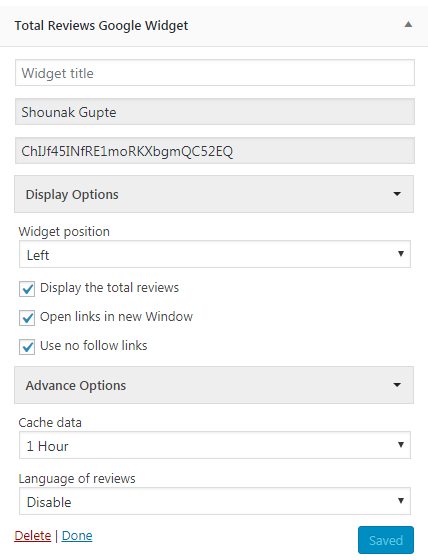 Total Reviews Google Widget
Widget title
Shounak Gupte
ChIJf45INfRE1moRKXbgmQC52EQ
Display Options
Widget position
Left
Display the total reviews
Open links in new Window
Use no follow links
Advance Options
Cache data
1 Hour
Language of reviews
Disable
Delete | Done
Saved